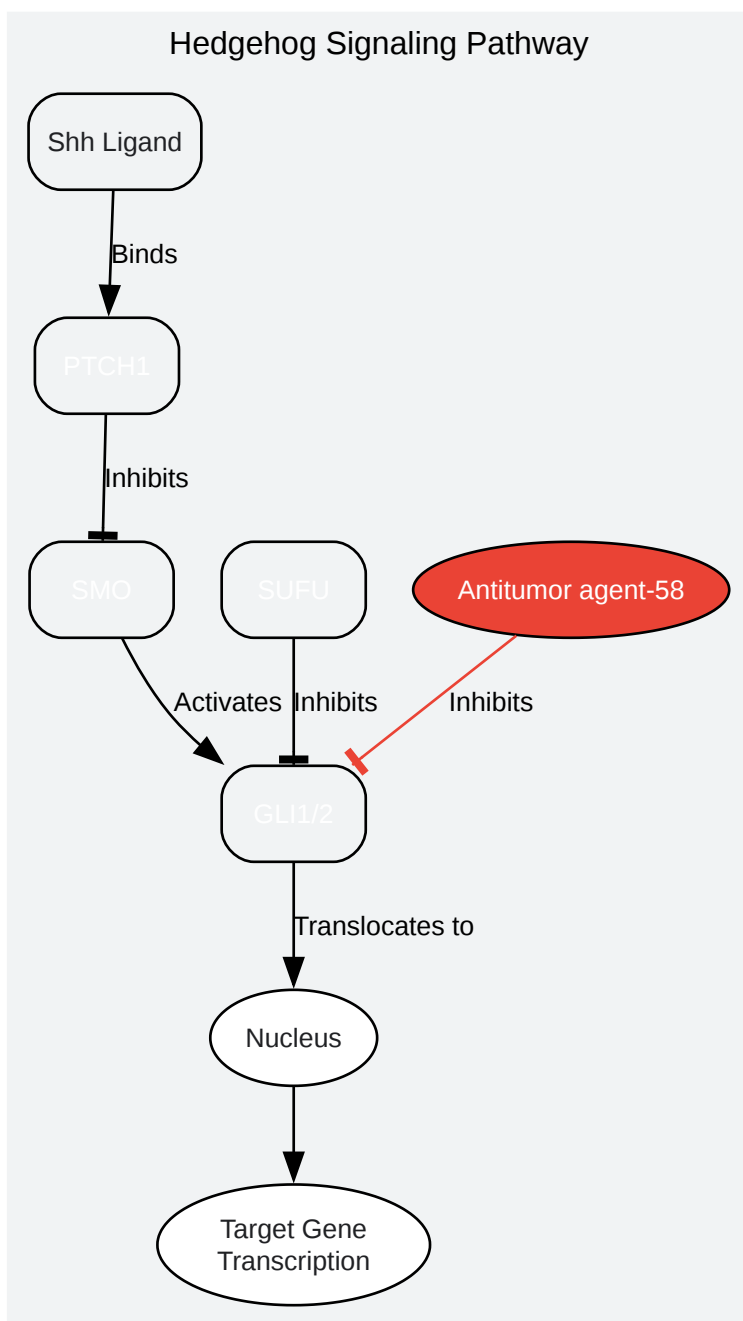 Hedgehog Signaling Pathway
Shh Ligand
Binds
PTCH1
Inhibits
SMO
SUFU
Antitumor agent-58
Activates
Inhibits
Inhibits
GLI1/2
Translocates to
Nucleus
Target Gene
Transcription